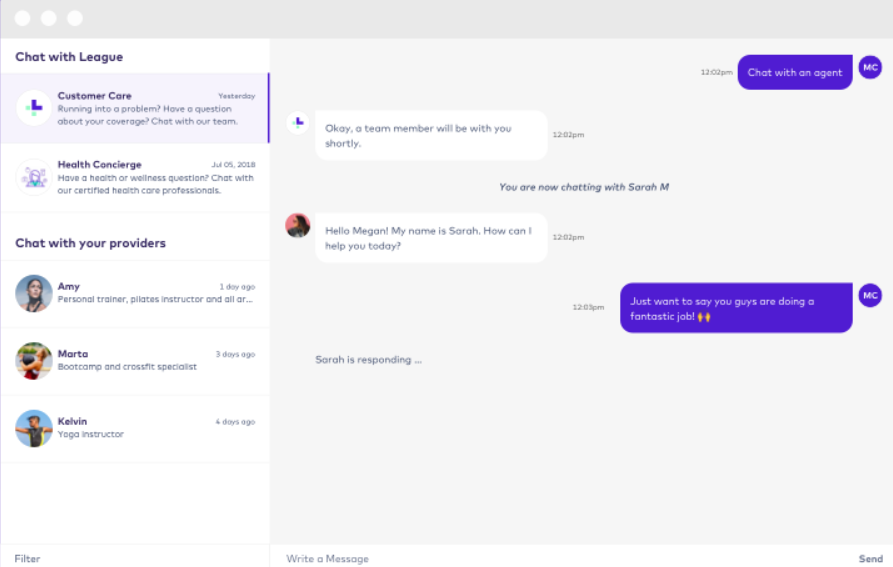 Chat with League
Customer Care
Yesterday
Running into a problem? Have a question
about your coverage? Chat with our team.
Health Concierge
Jul 05, 2018
Have a health or wellness question? Chat with
our certified health care professionals.
Chat with your providers
Amy
1 day ago
Personal trainer, pilates instructor and all ar...
Marta
3 days ago
Bootcamp and crossfit specialist
Kelvin
4 days ago
Yoga instructor
Filter
12:02pm
Chat with an agent
MC
Okay, a team member will be with you
shortly.
12:02pm
You are now chatting with Sarah M
Hello Megan! My name is Sarah. How can I
help you today?
12:02pm
12:03pm
Just want to say you guys are doing a
fantastic job! 🙌
MC
Sarah is responding ...
Write a Message
Send